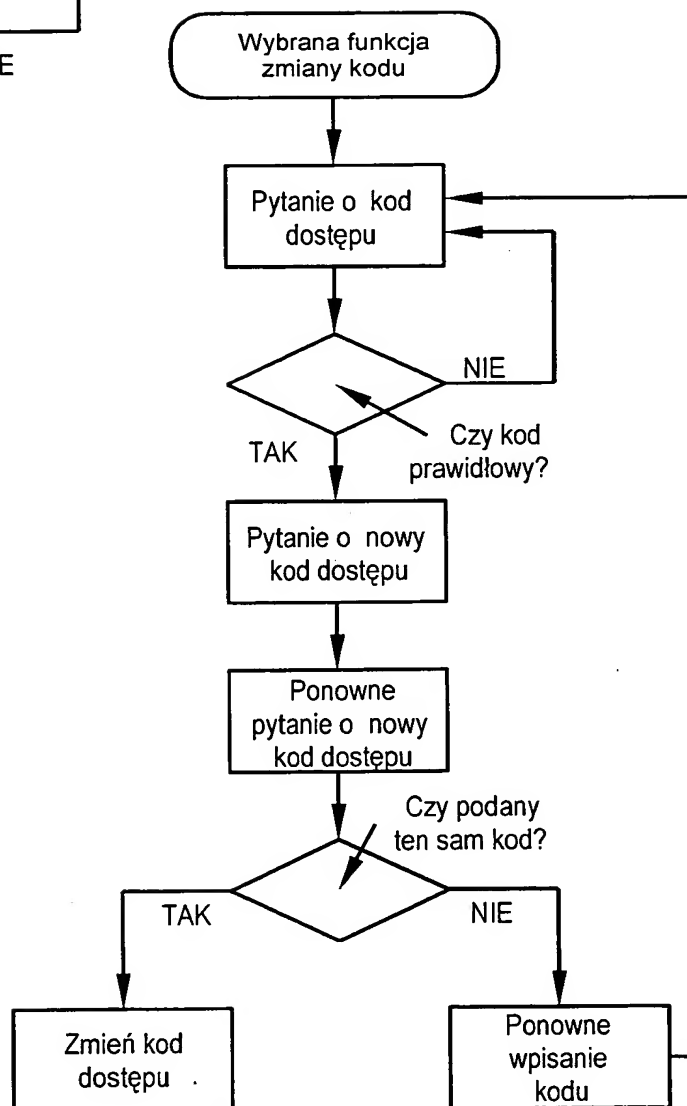 E
Wybrana funkcja
zmiany kodu
Pytanie o kod
dostępu
NIE
Czy kod
prawidłowy?
TAK
Pytanie o nowy
kod dostępu
Ponowne
pytanie o nowy
kod dostępu
Czy podany
ten sam kod?
TAK
NIE
Zmień kod
dostępu
Ponowne
wpisanie
kodu